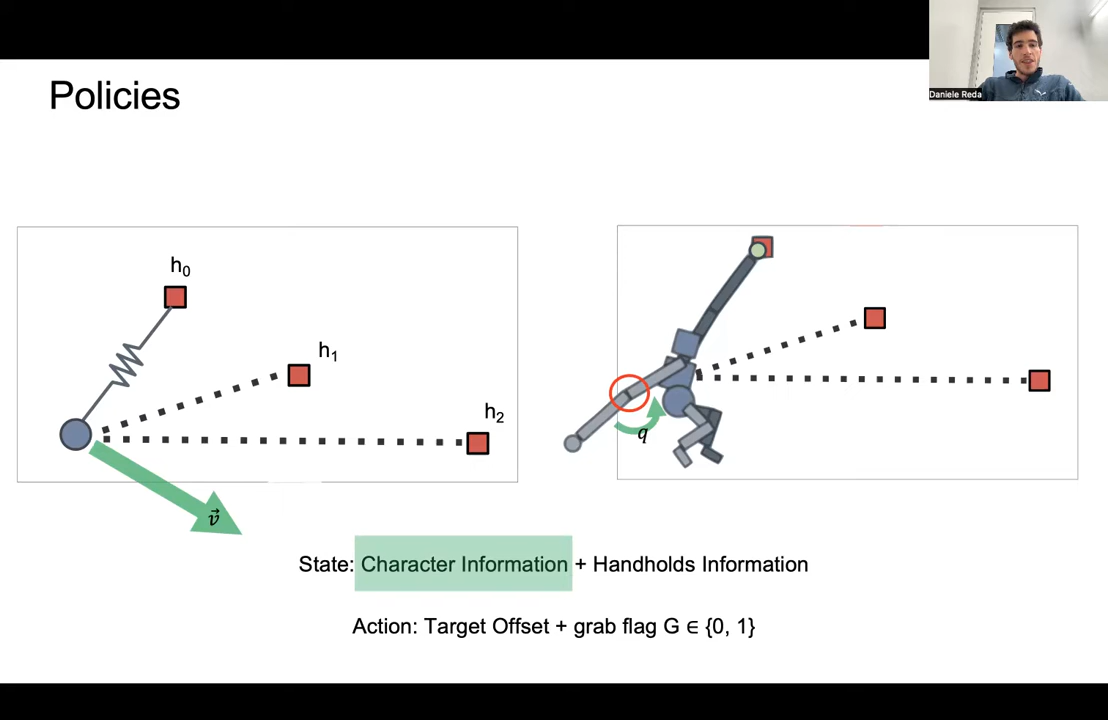 Daniele Reda
Policies
h0
h1
h2
v⃗
q
State: Character Information + Handholds Information
Action: Target Offset + grab flag G ∈ {0, 1}